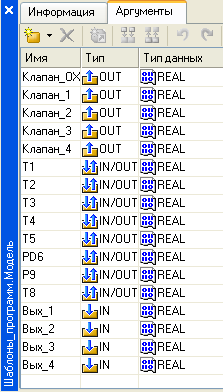 Информация Аргументы
Имя Тип Тип данных
Клапан_ОХ OUT REAL
Клапан_1 OUT REAL
Клапан_2 OUT REAL
Клапан_3 OUT REAL
Клапан_4 OUT REAL
T1 IN/OUT REAL
T2 IN/OUT REAL
T3 IN/OUT REAL
T4 IN/OUT REAL
T5 IN/OUT REAL
PD6 IN/OUT REAL
P9 IN/OUT REAL
T8 IN/OUT REAL
Вых_1 IN REAL
Вых_2 IN REAL
Вых_3 IN REAL
Вых_4 IN REAL
Шаблоны_программ.Модель